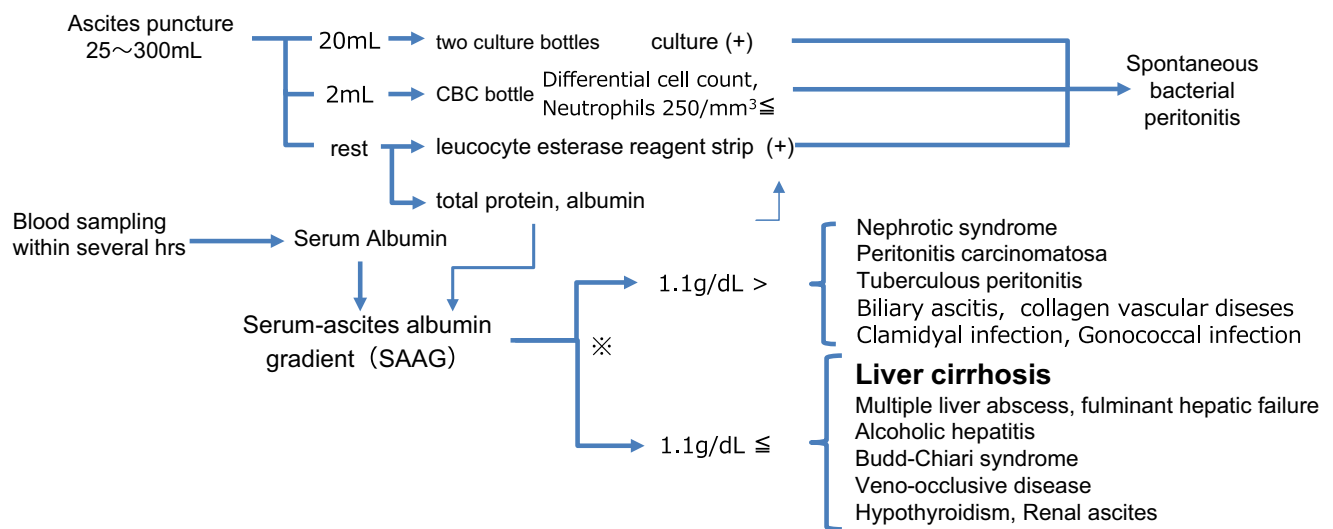 Ascites puncture
25～300mL
20mL
two culture bottles
culture (+)
2mL
CBC bottle
Differential cell count,
Neutrophils 250/mm³≦
rest
leucocyte esterase reagent strip (+)
Spontaneous
bacterial
peritonitis
total protein, albumin
Blood sampling
within several hrs
Serum Albumin
Serum-ascites albumin
gradient（SAAG）
※
1.1g/dL >
Nephrotic syndrome
Peritonitis carcinomatosa
Tuberculous peritonitis
Biliary ascitis, collagen vascular diseses
Clamidyal infection, Gonococcal infection
1.1g/dL ≦
Liver cirrhosis
Multiple liver abscess, fulminant hepatic failure
Alcoholic hepatitis
Budd-Chiari syndrome
Veno-occlusive disease
Hypothyroidism, Renal ascites